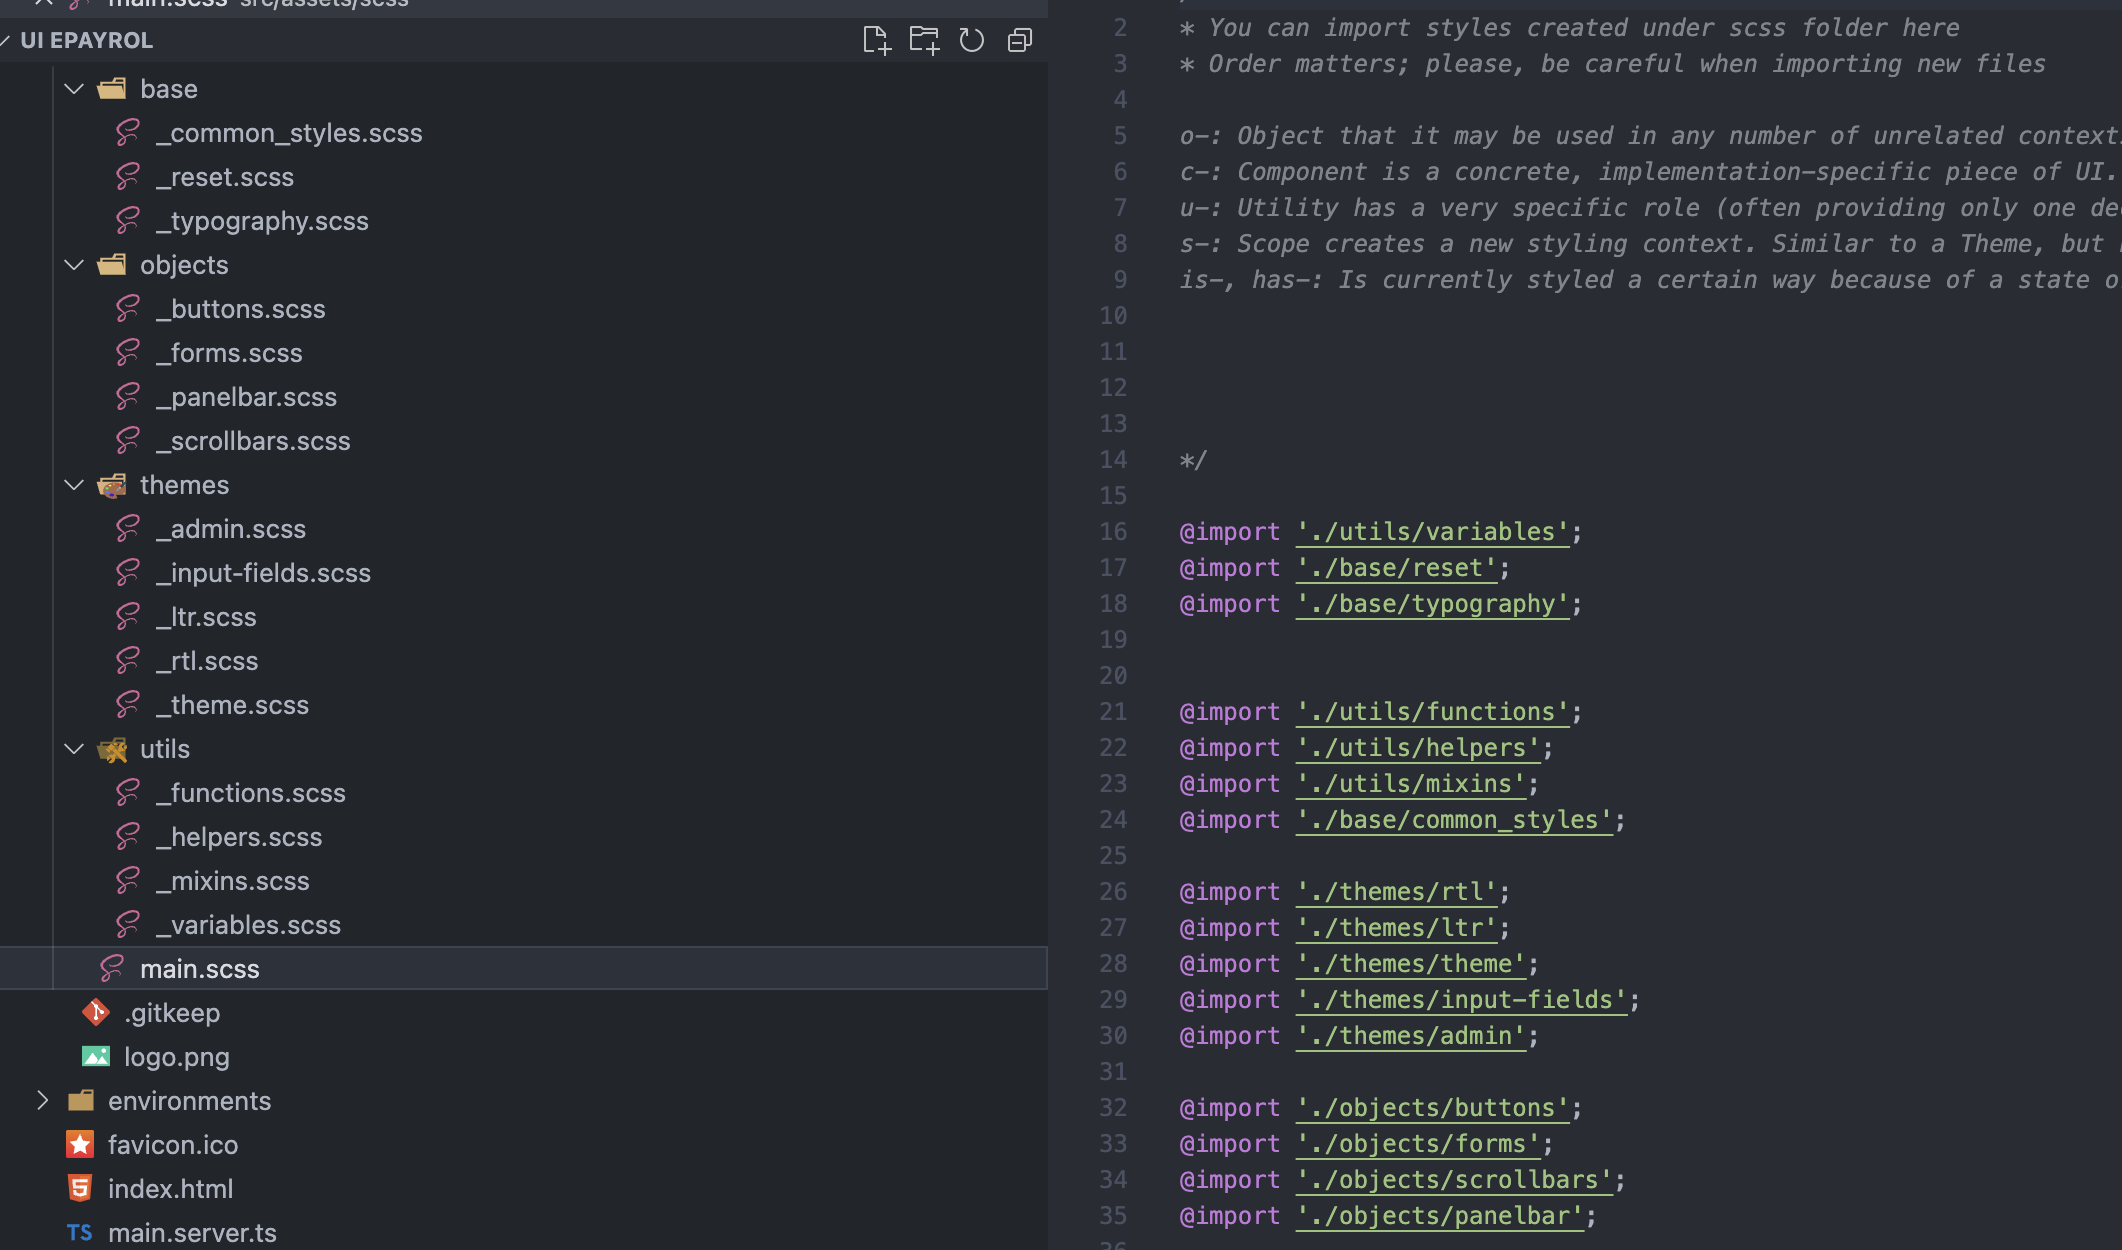 main.scss src/assets/scss
UI EPAYROL
base
_common_styles.scss
_reset.scss
_typography.scss
objects
_buttons.scss
_forms.scss
_panelbar.scss
_scrollbars.scss
themes
_admin.scss
_input-fields.scss
_ltr.scss
_rtl.scss
_theme.scss
utils
_functions.scss
_helpers.scss
_mixins.scss
_variables.scss
main.scss
.gitkeep
logo.png
environments
favicon.ico
index.html
TS main.server.ts
2 * You can import styles created under scss folder here
3 * Order matters; please, be careful when importing new files
4
5 o-: Object that it may be used in any number of unrelated context
6 c-: Component is a concrete, implementation-specific piece of UI.
7 u-: Utility has a very specific role (often providing only one de
8 s-: Scope creates a new styling context. Similar to a Theme, but
9 is-, has-: Is currently styled a certain way because of a state o
10
11
12
13
14 */
15
16 @import './utils/variables';
17 @import './base/reset';
18 @import './base/typography';
19
20
21 @import './utils/functions';
22 @import './utils/helpers';
23 @import './utils/mixins';
24 @import './base/common_styles';
25
26 @import './themes/rtl';
27 @import './themes/ltr';
28 @import './themes/theme';
29 @import './themes/input-fields';
30 @import './themes/admin';
31
32 @import './objects/buttons';
33 @import './objects/forms';
34 @import './objects/scrollbars';
35 @import './objects/panelbar';